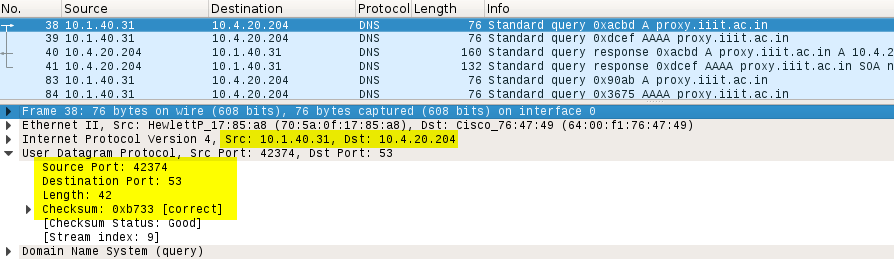 No. Source Destination Protocol Length Info
38 10.1.40.31 10.4.20.204 DNS 76 Standard query 0xacbd A proxy.iiit.ac.in
39 10.1.40.31 10.4.20.204 DNS 76 Standard query 0xdcef AAAA proxy.iiit.ac.in
40 10.4.20.204 10.1.40.31 DNS 160 Standard query response 0xacbd A proxy.iiit.ac.in A 10.4.2
41 10.4.20.204 10.1.40.31 DNS 132 Standard query response 0xdcef AAAA proxy.iiit.ac.in SOA n
83 10.1.40.31 10.4.20.204 DNS 76 Standard query 0x90ab A proxy.iiit.ac.in
84 10.1.40.31 10.4.20.204 DNS 76 Standard query 0x3675 AAAA proxy.iiit.ac.in
Frame 38: 76 bytes on wire (608 bits), 76 bytes captured (608 bits) on interface 0
Ethernet II, Src: HewlettP_17:85:a8 (70:5a:0f:17:85:a8), Dst: Cisco_76:47:49 (64:00:f1:76:47:49)
Internet Protocol Version 4, Src: 10.1.40.31, Dst: 10.4.20.204
User Datagram Protocol, Src Port: 42374, Dst Port: 53
Source Port: 42374
Destination Port: 53
Length: 42
Checksum: 0xb733 [correct]
[Checksum Status: Good]
[Stream index: 9]
Domain Name System (query)